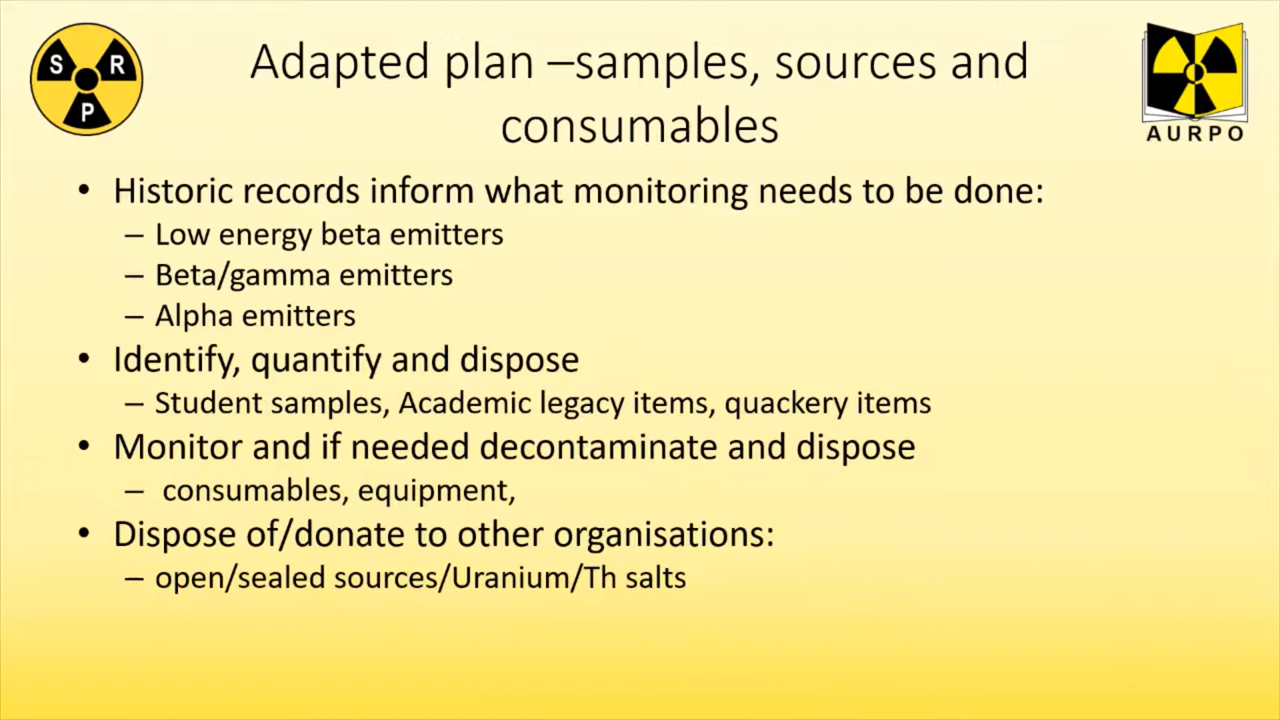 S R
P
Adapted plan –samples, sources and
consumables
AURPO
• Historic records inform what monitoring needs to be done:
– Low energy beta emitters
– Beta/gamma emitters
– Alpha emitters
• Identify, quantify and dispose
– Student samples, Academic legacy items, quackery items
• Monitor and if needed decontaminate and dispose
– consumables, equipment,
• Dispose of/donate to other organisations:
– open/sealed sources/Uranium/Th salts